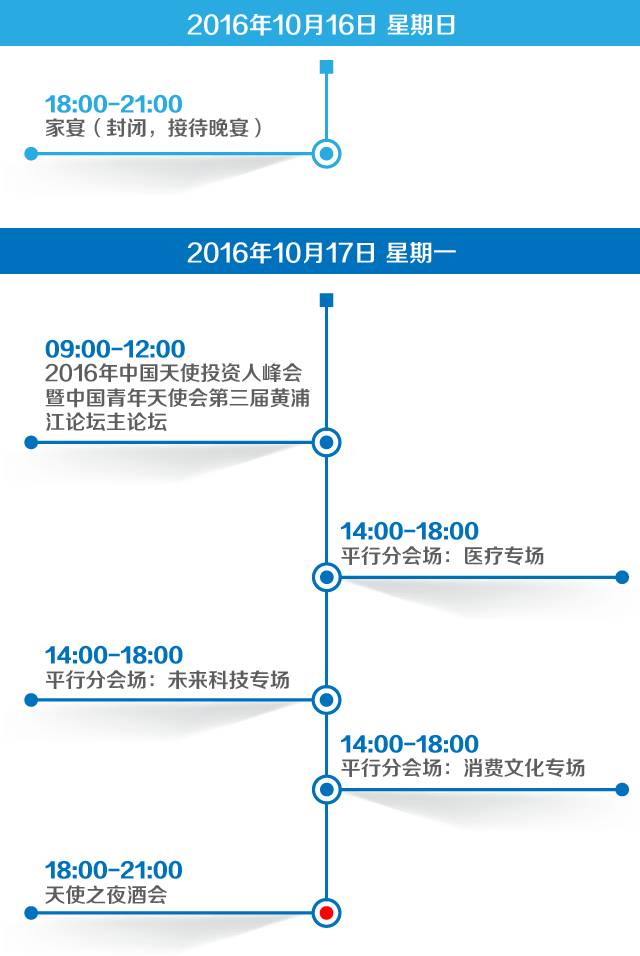 2016年10月16日 星期日
18:00-21:00
家宴（封闭，接待晚宴）
2016年10月17日 星期一
09:00-12:00
2016年中国天使投资人峰会
暨中国青年天使会第三届黄浦
江论坛主论坛
14:00-18:00
平行分会场：医疗专场
14:00-18:00
平行分会场：未来科技专场
14:00-18:00
平行分会场：消费文化专场
18:00-21:00
天使之夜酒会